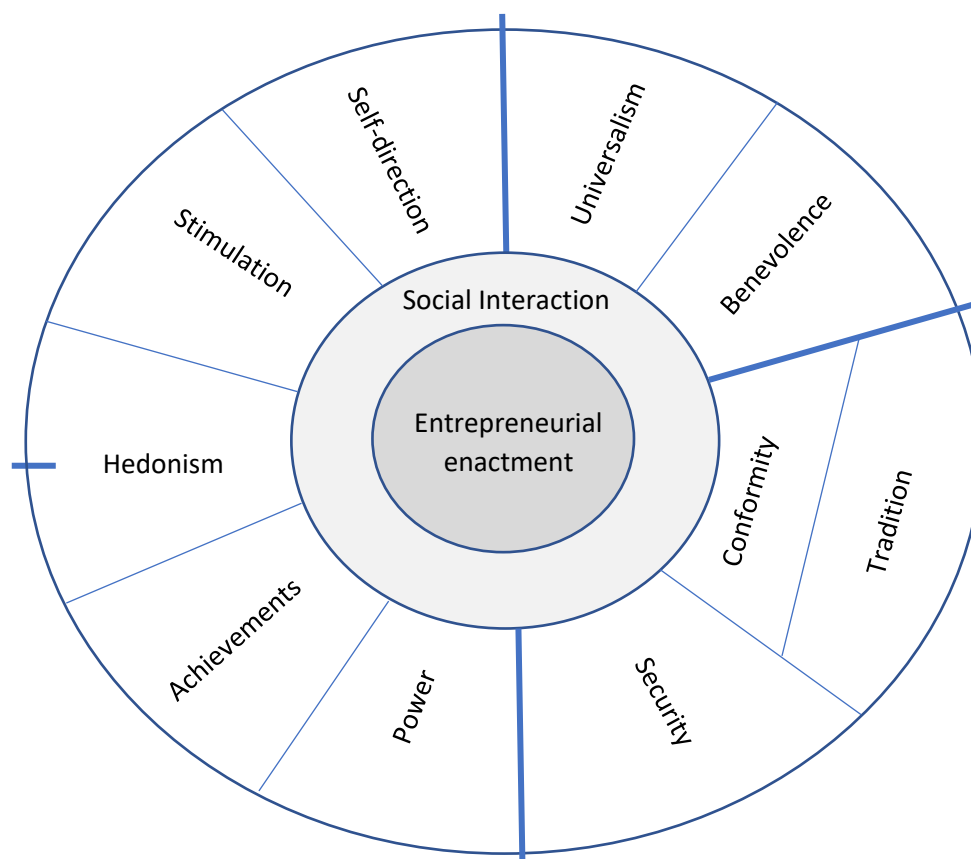 Self-direction
Universalism
Stimulation
Benevolence
Social Interaction
Entrepreneurial
enactment
Hedonism
Conformity
Tradition
Achievements
Power
Security